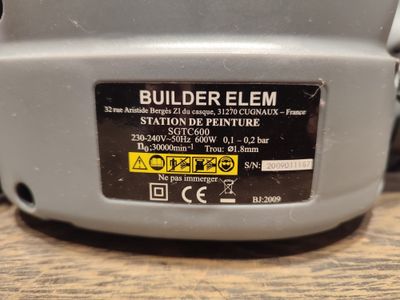 BUILDER ELEM
32 rue Aristide Bergès ZI du casque, 31270 CUGNAUX – France
STATION DE PEINTURE
SGTC600
230-240V~50Hz 600W 0,1 – 0,2 bar
n0:30000min-1 Trou: Ø1.8mm
S/N:
Ne pas immerger
BJ:2009